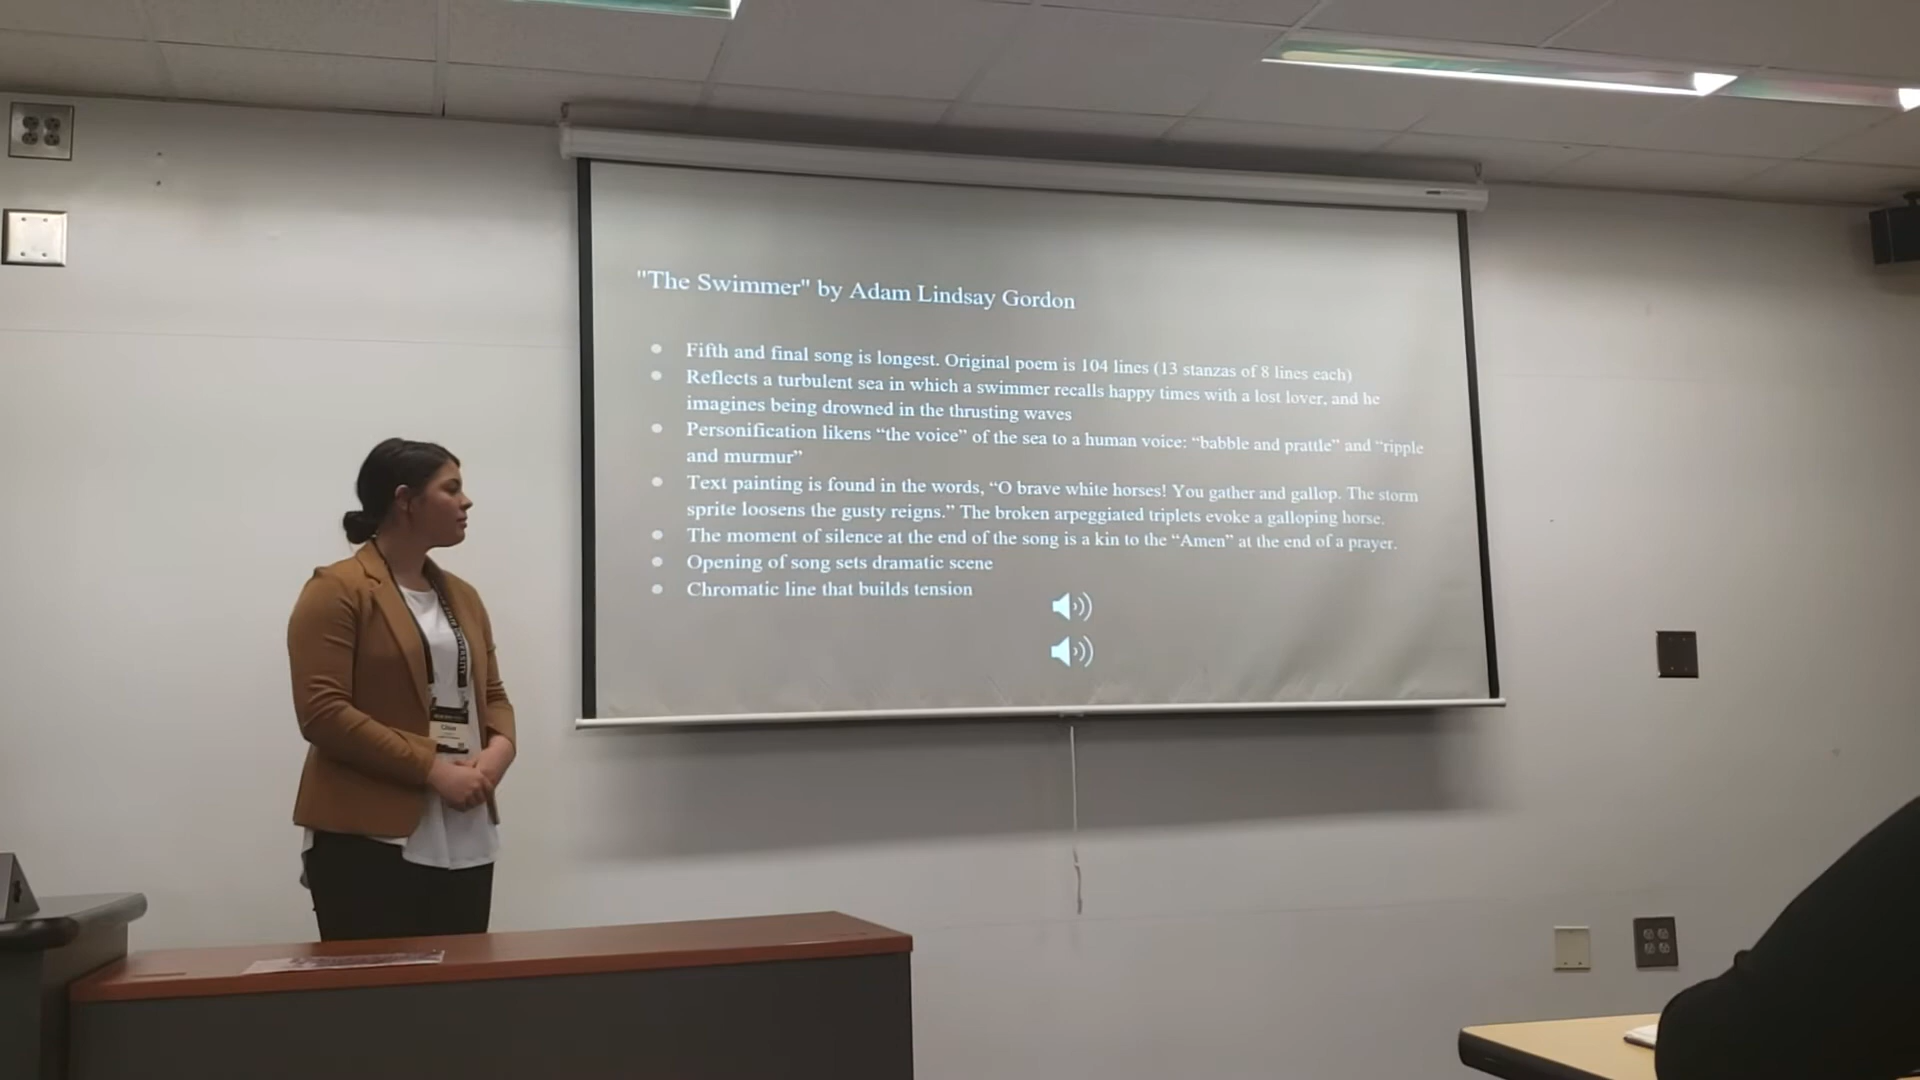 "The Swimmer" by Adam Lindsay Gordon
Fifth and final song is longest. Original poem is 104 lines (13 stanzas of 8 lines each)
Reflects a turbulent sea in which a swimmer recalls happy times with a lost lover, and he
imagines being drowned in the thrusting waves
Personification likens “the voice” of the sea to a human voice: “babble and prattle” and “ripple
and murmur”
Text painting is found in the words, “O brave white horses! You gather and gallop. The storm
sprite loosens the gusty reigns.” The broken arpeggiated triplets evoke a galloping horse.
The moment of silence at the end of the song is a kin to the “Amen” at the end of a prayer.
Opening of song sets dramatic scene
Chromatic line that builds tension
UNIVERSITY